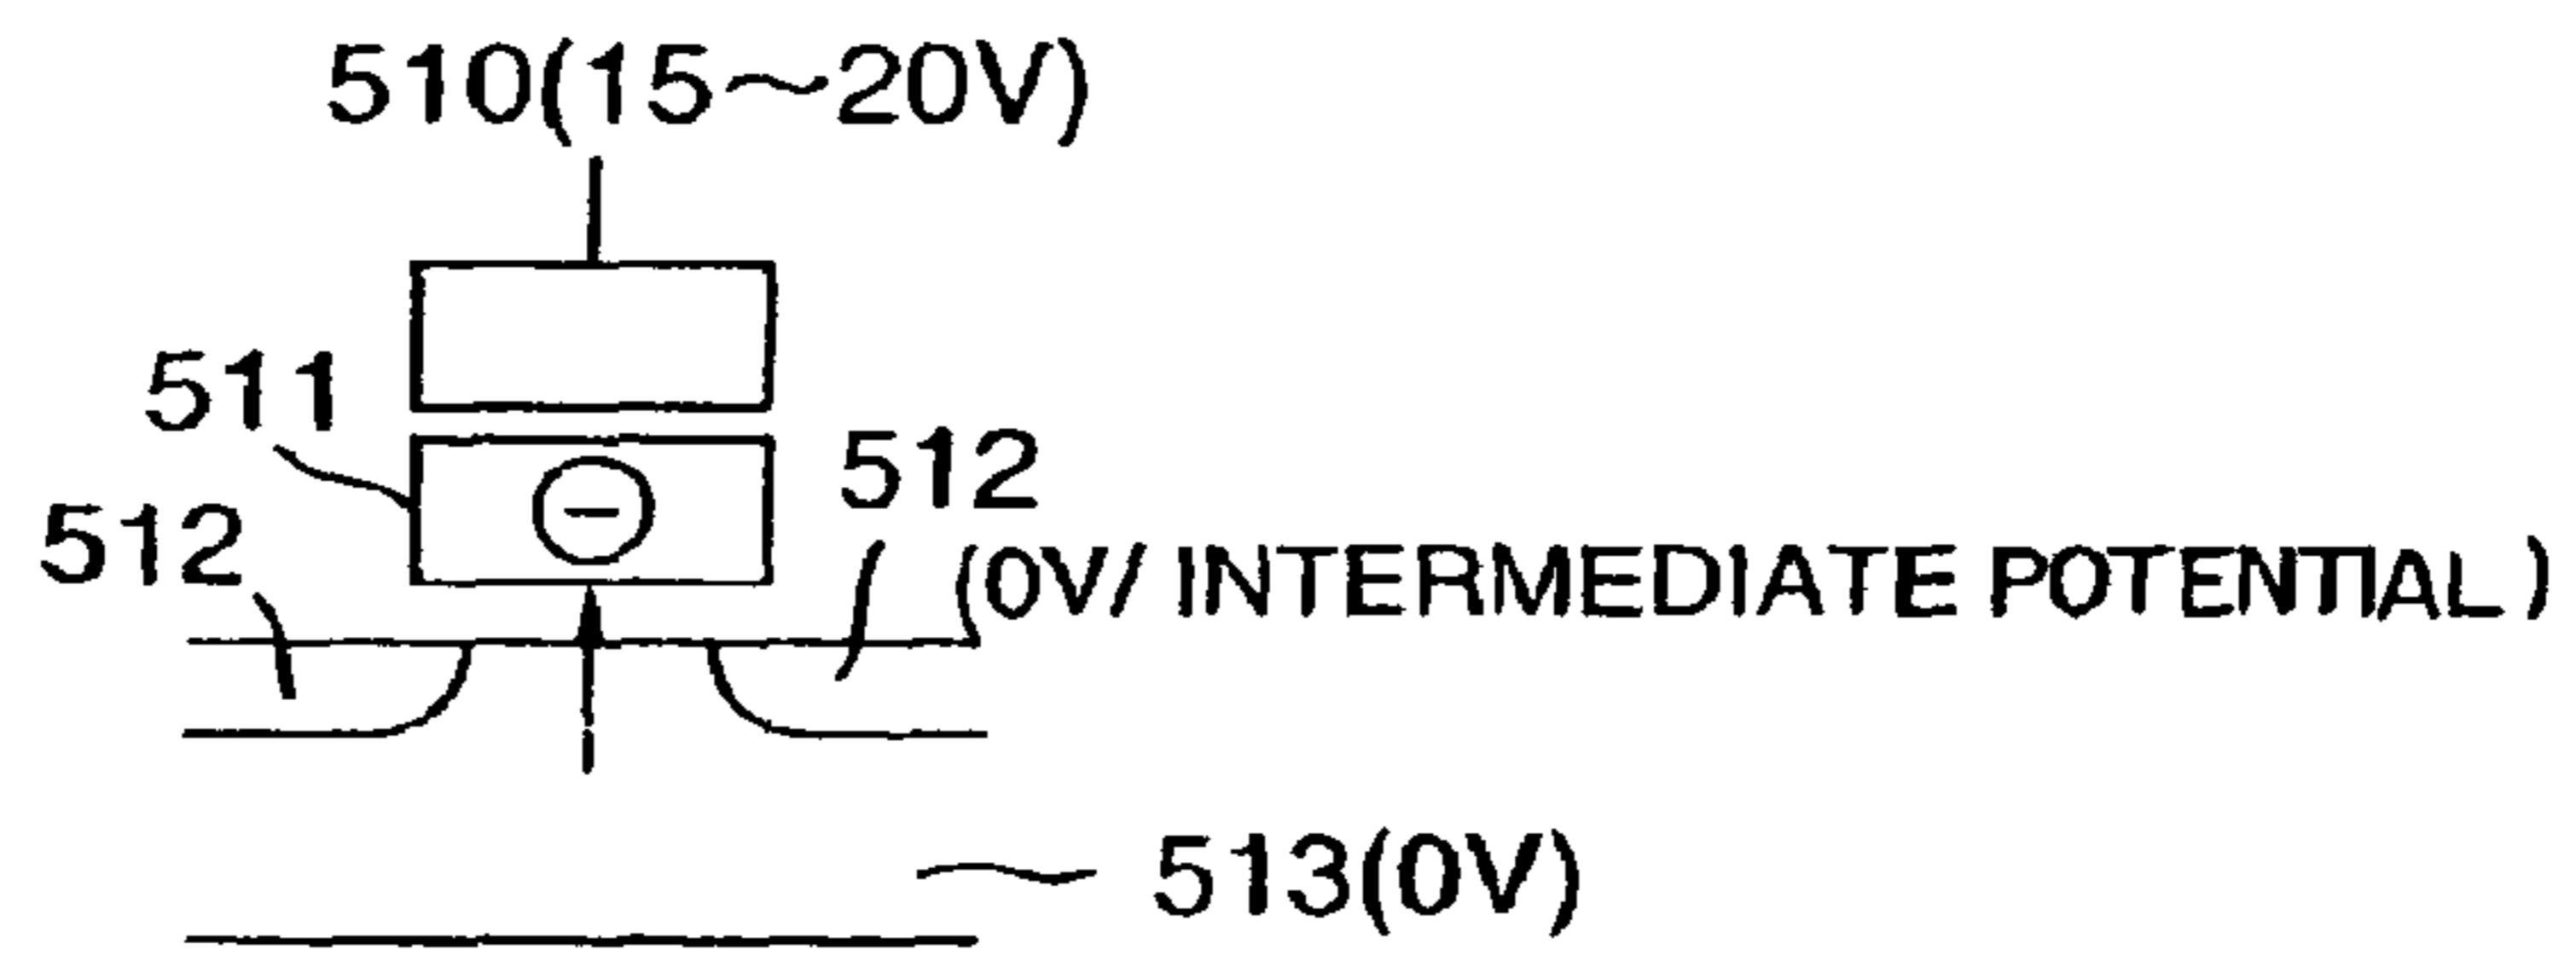 510(15~20V)
511
512
512
(0V/ INTERMEDIATE POTENTIAL)
513(0V)